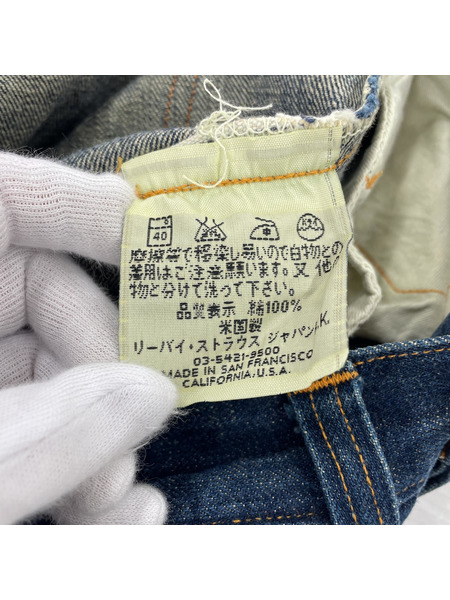 40
摩擦等で移染し易いので白物との
着用はご注意願います。又、他の
物と分けて洗って下さい。
品質表示 綿100%
米国製
リーバイ・ストラウス ジャパンK.K.
03-5421-9500
MADE IN SAN FRANCISCO
CALIFORNIA, U.S.A.